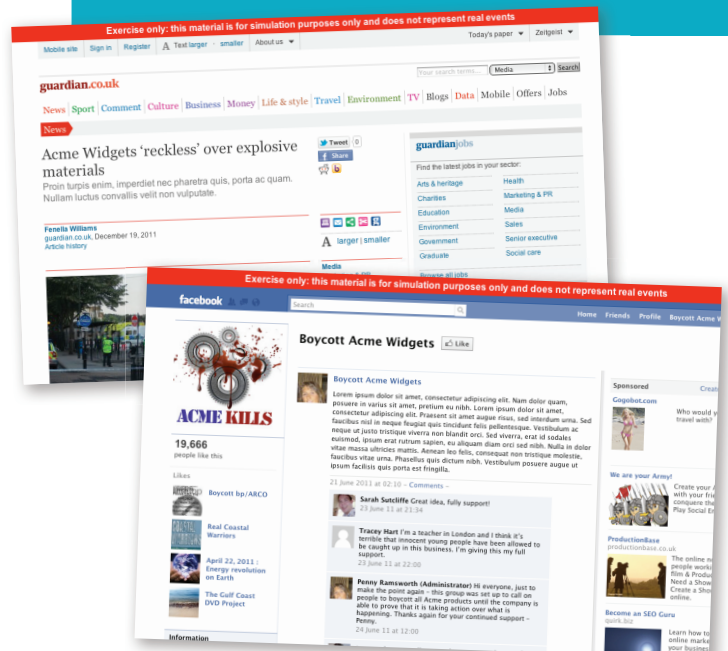 Exercise only: this material is for simulation purposes only and does not represent real events
Mobile site Sign in Register A Text larger · smaller About us
Today's paper Zeitgeist
guardian.co.uk
Your search terms... Media Search
News Sport Comment Culture Business Money Life & style Travel Environment TV Blogs Data Mobile Offers Jobs
News
Acme Widgets 'reckless' over explosive
materials
Proin turpis enim, imperdiet nec pharetra quis, porta ac quam.
Nullam luctus convallis velit non vulputate.
Fenella Williams
guardian.co.uk, December 19, 2011
Article history
Tweet 0
Share
A larger | smaller
Media
guardianjobs
Find the latest jobs in your sector:
Arts & heritage
Charities
Education
Environment
Government
Graduate
Health
Marketing & PR
Media
Sales
Senior executive
Social care
Browse all jobs
Exercise only: this material is for simulation purposes only and does not represent real events
facebook
Search
Home Friends Profile Boycott Acme W
ACME KILLS
19,666
people like this
Likes
Boycott bp/ARCO
Real Coastal
Warriors
April 22, 2011 :
Energy revolution
on Earth
The Gulf Coast
DVD Project
Information
Boycott Acme Widgets Like
Boycott Acme Widgets
Lorem ipsum dolor sit amet, consectetur adipiscing elit. Nam dolor quam,
posuere in varius sit amet, pretium eu nibh. Lorem ipsum dolor sit amet,
consectetur adipiscing elit. Praesent sit amet augue risus, sed interdum urna. Sed
faucibus nisl in neque feugiat quis tincidunt felis pellentesque. Vestibulum ac
neque ut justo tristique viverra non blandit orci. Sed viverra, erat id sodales
euismod, ipsum erat rutrum sapien, eu aliquam diam orci sed nibh. Nulla in dolor
vitae massa ultricies mattis. Aenean leo felis, consequat non tristique molestie,
faucibus vitae urna. Phasellus quis dictum nibh. Vestibulum posuere augue ut
ipsum facilisis quis porta est fringilla.
21 June 2011 at 02:10 – Comments –
Sarah Sutcliffe Great idea, fully support!
23 June 11 at 21:34
Tracey Hart I'm a teacher in London and I think it's
terrible that innocent young people have been allowed to
be caught up in this business. I'm giving this my full
support.
23 June 11 at 22:00
Penny Ramsworth (Administrator) Hi everyone, just to
make the point again – this group was set up to call on
people to boycott all Acme products until the company is
able to prove that it is taking action over what is
happening. Thanks again for your continued support –
Penny.
24 June 11 at 12:00
Sponsored Creat
Gogobot.com
Who would y
travel with?
We are your Army!
Create your A
with your frie
conquere the
Play Social E
ProductionBase
productionbase.co.uk
The online n
people worki
film & Produ
Need a Show
Create a Sho
online.
Become an SEO Guru
quirk.biz
Learn how to
online marke
your busines